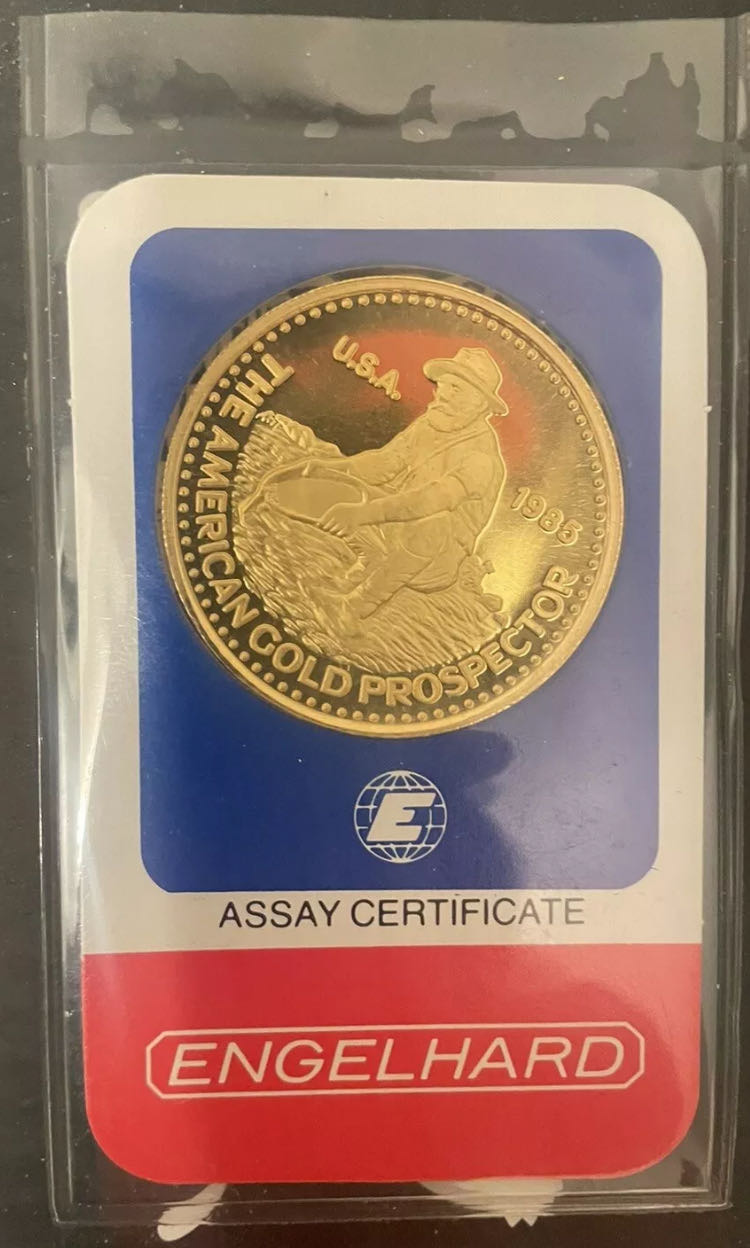 U.S.A.
1985
THE AMERICAN GOLD PROSPECTOR
E
ASSAY CERTIFICATE
ENGELHARD